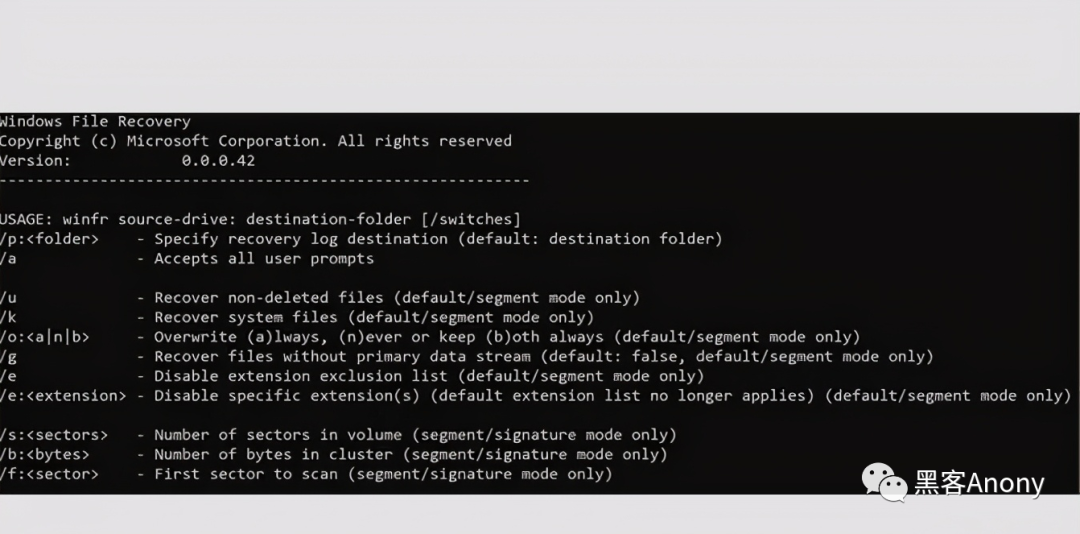 Windows File Recovery
Copyright (c) Microsoft Corporation. All rights reserved
Version: 0.0.0.42
----------------------------------------------------------
USAGE: winfr source-drive: destination-folder [/switches]
/p:<folder> - Specify recovery log destination (default: destination folder)
/a - Accepts all user prompts
/u - Recover non-deleted files (default/segment mode only)
/k - Recover system files (default/segment mode only)
/o:<a|n|b> - Overwrite (a)lways, (n)ever or keep (b)oth always (default/segment mode only)
/g - Recover files without primary data stream (default: false, default/segment mode only)
/e - Disable extension exclusion list (default/segment mode only)
/e:<extension> - Disable specific extension(s) (default extension list no longer applies) (default/segment mode only)
/s:<sectors> - Number of sectors in volume (segment/signature mode only)
/b:<bytes> - Number of bytes in cluster (segment/signature mode only)
/f:<sector> - First sector to scan (segment/signature mode only)
黑客Anony